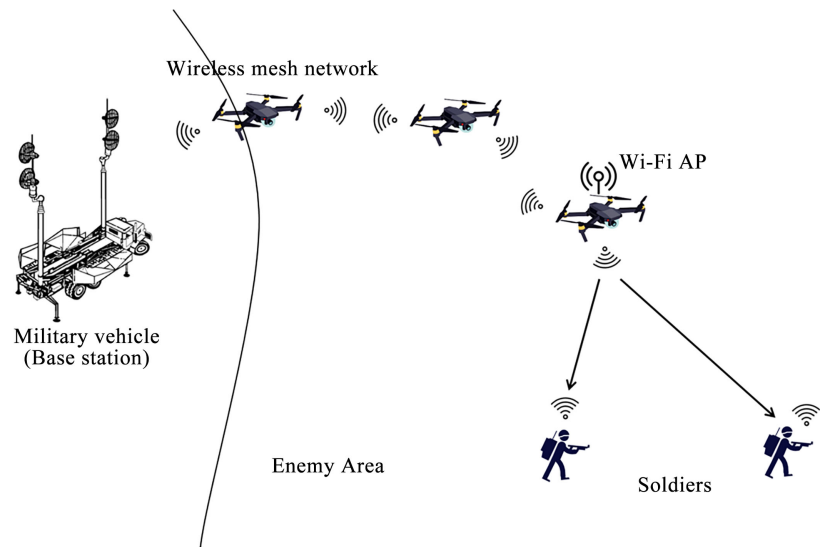 Wireless mesh network
Wi-Fi AP
Military vehicle
(Base station)
Enemy Area
Soldiers